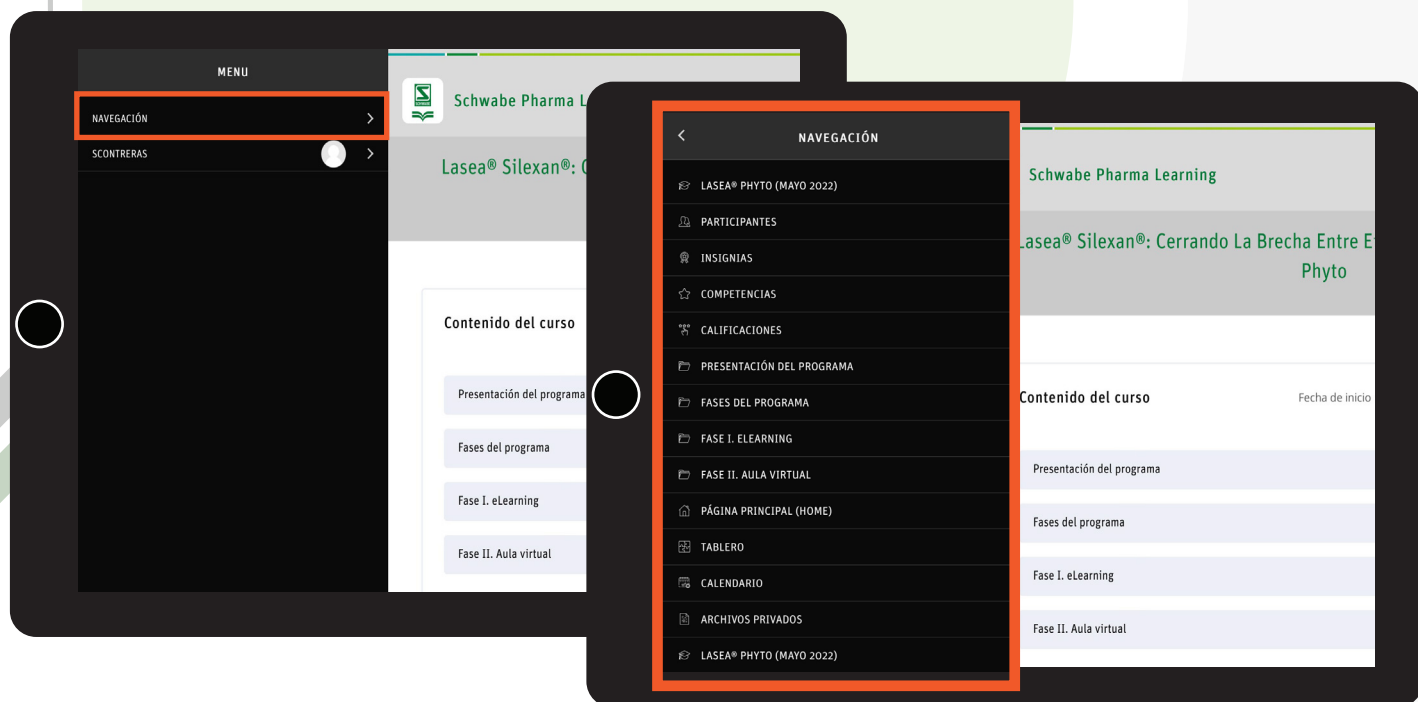 MENU
NAVEGACIÓN
SCONTRERAS
Schwabe Pharma L
Lasea® Silexan®: C
Contenido del curso
Presentación del programa
Fases del programa
Fase I. eLearning
Fase II. Aula virtual
NAVEGACIÓN
LASEA® PHYTO (MAYO 2022)
PARTICIPANTES
INSIGNIAS
COMPETENCIAS
CALIFICACIONES
PRESENTACIÓN DEL PROGRAMA
FASES DEL PROGRAMA
FASE I. ELEARNING
FASE II. AULA VIRTUAL
PÁGINA PRINCIPAL (HOME)
TABLERO
CALENDARIO
ARCHIVOS PRIVADOS
LASEA® PHYTO (MAYO 2022)
Schwabe Pharma Learning
Lasea® Silexan®: Cerrando La Brecha Entre E
Phyto
Contenido del curso Fecha de inicio
Presentación del programa
Fases del programa
Fase I. eLearning
Fase II. Aula virtual